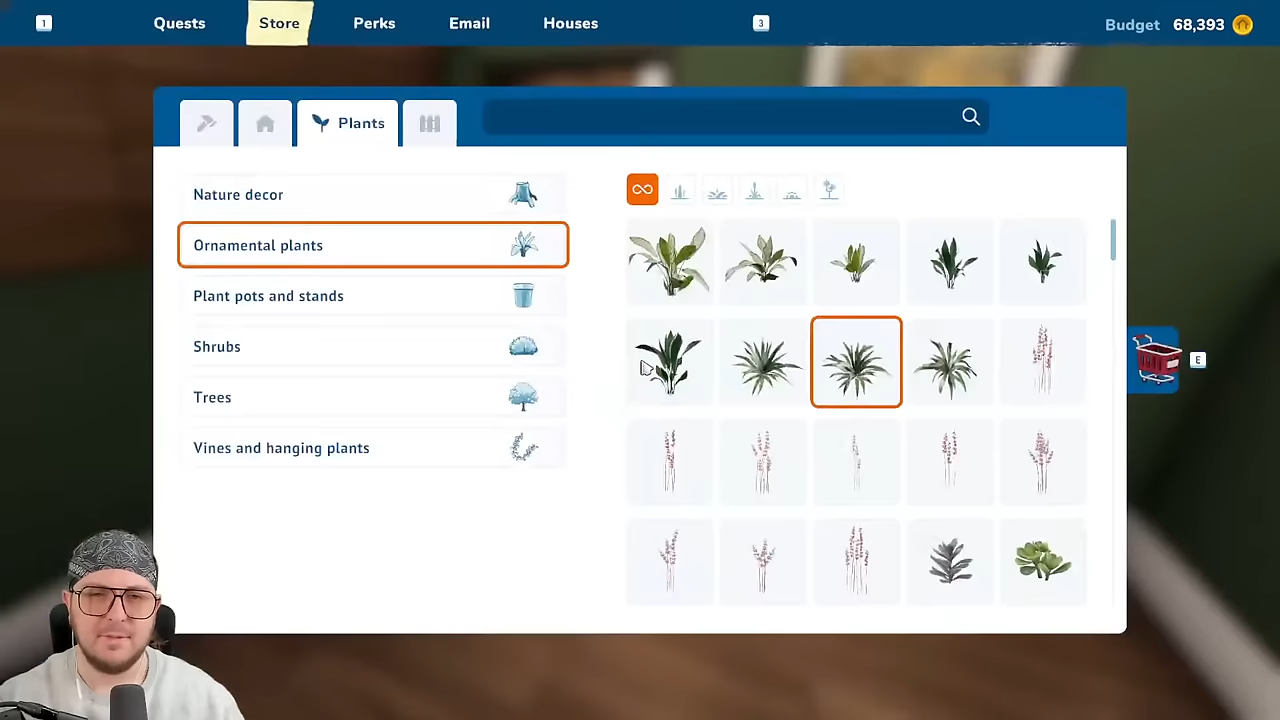 1
Quests
Store
Perks
Email
Houses
3
Budget 68,393
Plants
Nature decor
Ornamental plants
Plant pots and stands
Shrubs
Trees
Vines and hanging plants
E